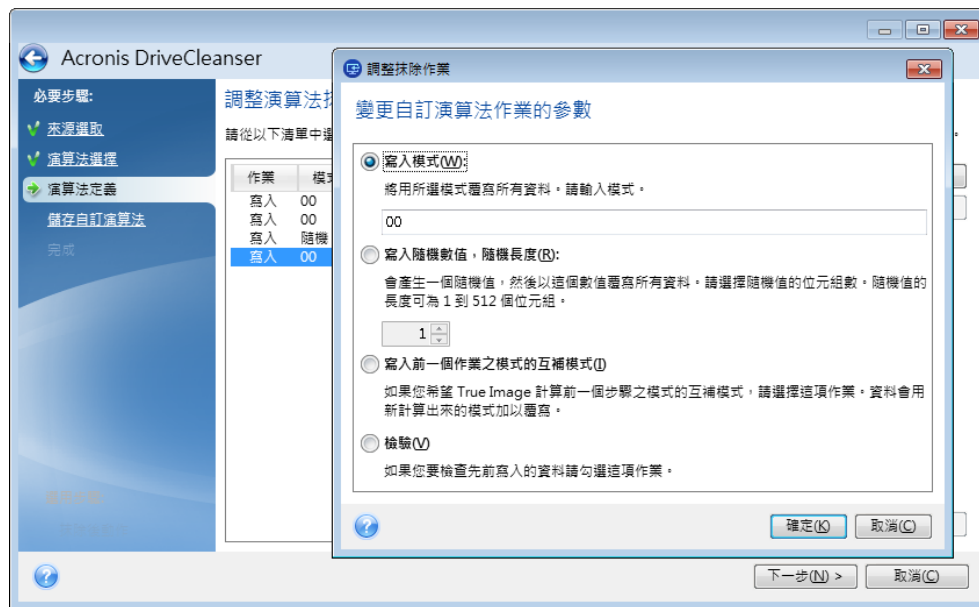 Acronis DriveCleanser
必要步驟:
來源選取
演算法選擇
演算法定義
儲存自訂演算法
完成
調整演算法
請從以下清單中
作業
寫入 00
寫入 00
寫入 隨機
寫入 00
調整抹除作業
變更自訂演算法作業的參數
寫入模式(W):
將用所選模式覆寫所有資料。請輸入模式。
00
寫入隨機數值，隨機長度(R):
會產生一個隨機值，然後以這個數值覆寫所有資料。請選擇隨機值的位元組數。隨機值的
長度可為 1 到 512 個位元組。
1
寫入前一個作業之模式的互補模式(I)
如果您希望 True Image 計算前一個步驟之模式的互補模式，請選擇這項作業。資料會用
新計算出來的模式加以覆寫。
檢驗(V)
如果您要檢查先前寫入的資料請勾選這項作業。
確定(K)
取消(C)
下一步(N) >
取消(C)